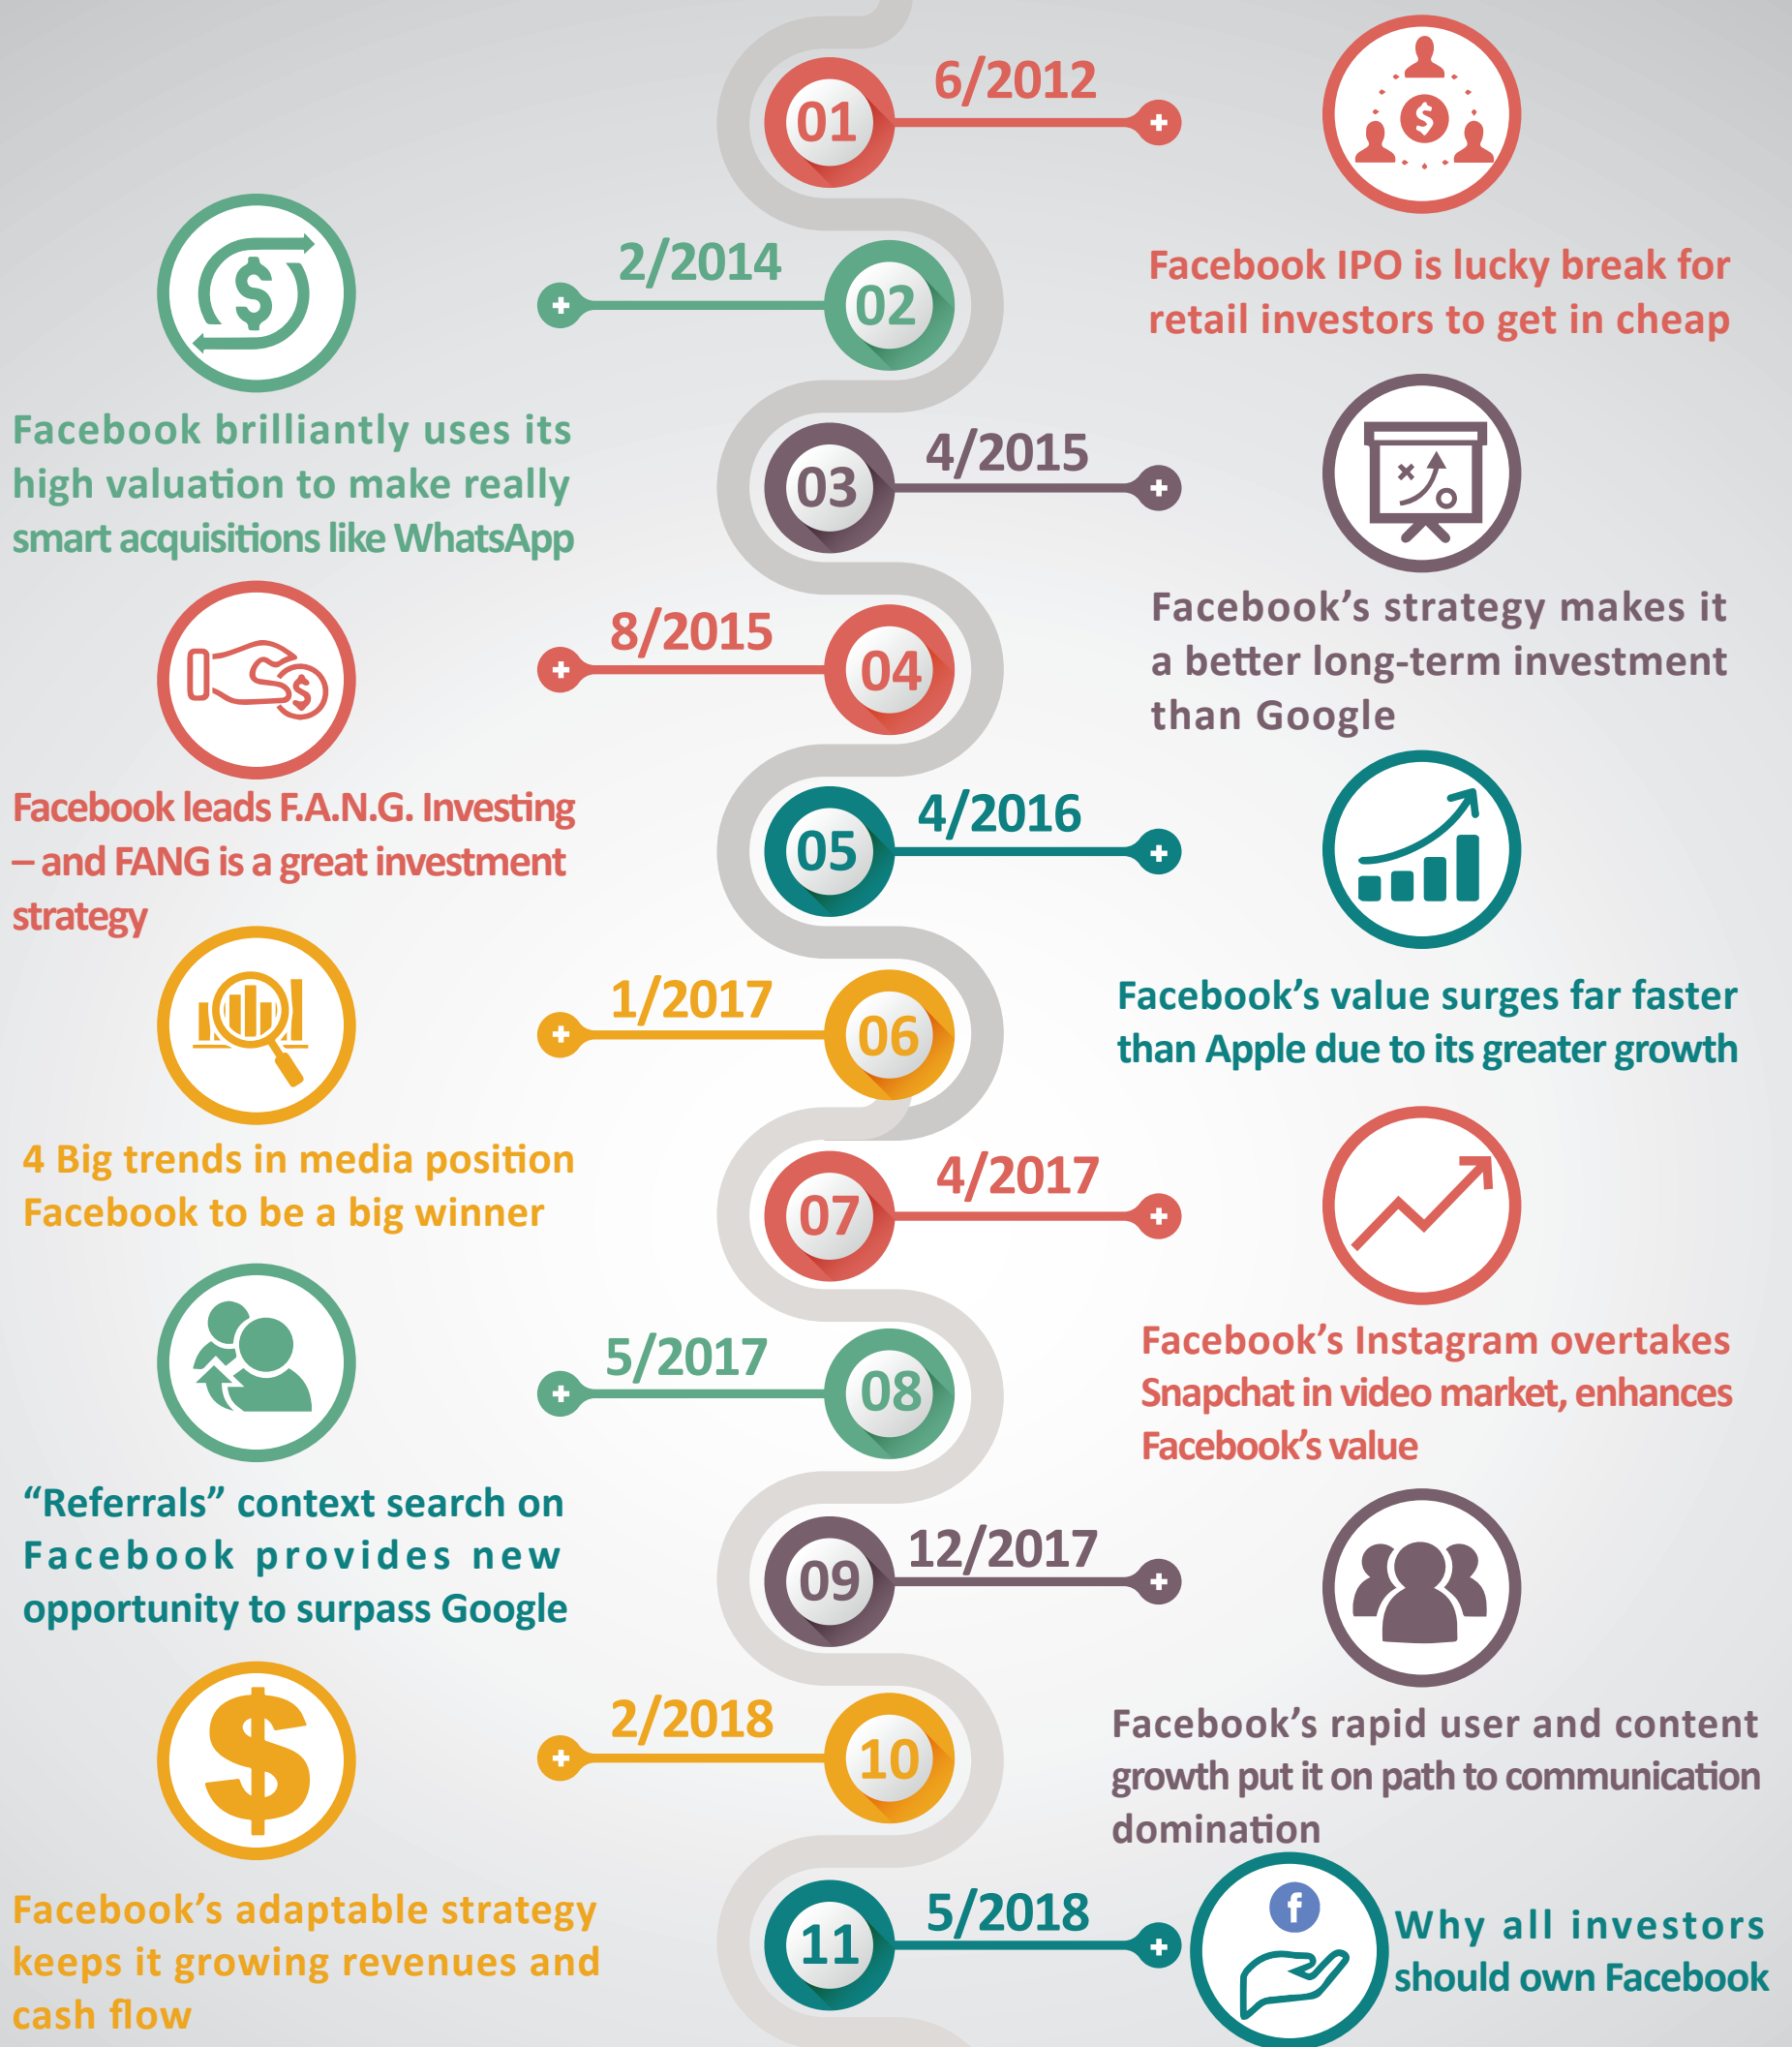 01
6/2012
Facebook IPO is lucky break for
retail investors to get in cheap
2/2014
02
Facebook brilliantly uses its
high valuation to make really
smart acquisitions like WhatsApp
03
4/2015
Facebook’s strategy makes it
a better long-term investment
than Google
8/2015
04
Facebook leads F.A.N.G. Investing
– and FANG is a great investment
strategy
05
4/2016
Facebook’s value surges far faster
than Apple due to its greater growth
1/2017
06
4 Big trends in media position
Facebook to be a big winner
07
4/2017
Facebook’s Instagram overtakes
Snapchat in video market, enhances
Facebook’s value
5/2017
08
“Referrals” context search on
Facebook provides new
opportunity to surpass Google
09
12/2017
Facebook’s rapid user and content
growth put it on path to communication
domination
2/2018
10
Facebook’s adaptable strategy
keeps it growing revenues and
cash flow
11
5/2018
Why all investors
should own Facebook